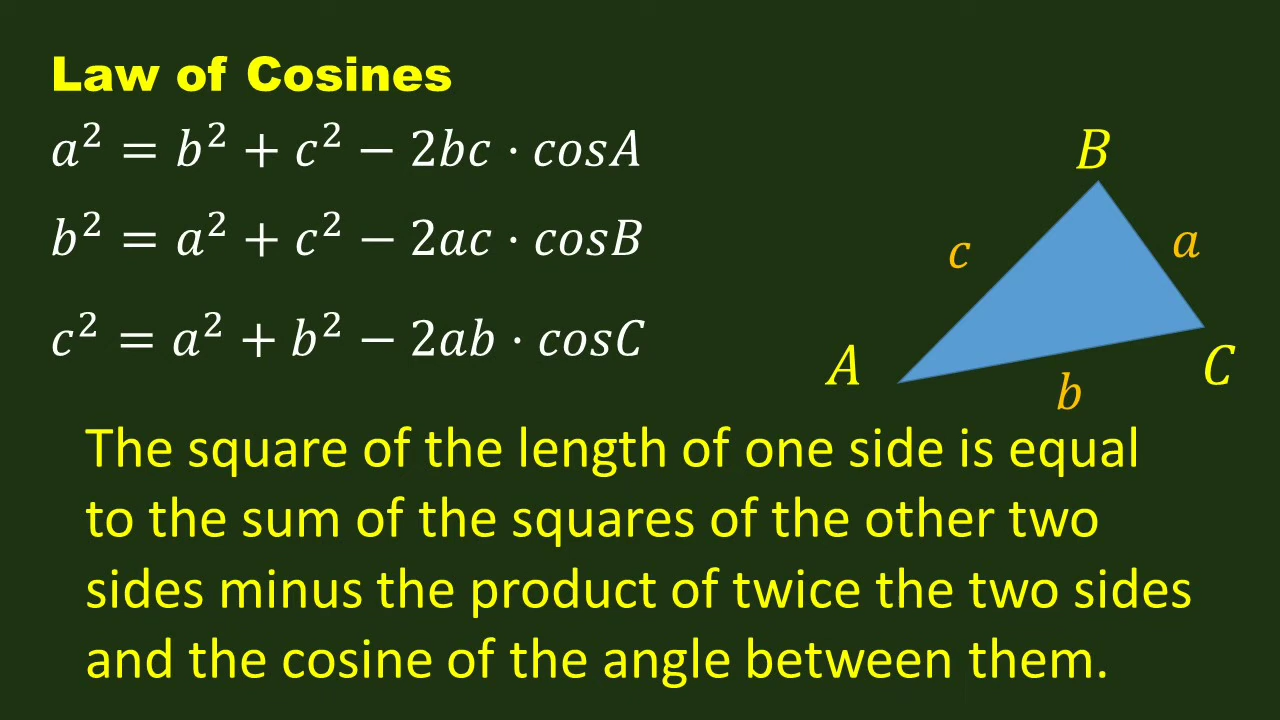 Law of Cosines
a² = b² + c² − 2bc · cosA
b² = a² + c² − 2ac · cosB
c² = a² + b² − 2ab · cosC
B
c
a
A
C
b
The square of the length of one side is equal
to the sum of the squares of the other two
sides minus the product of twice the two sides
and the cosine of the angle between them.